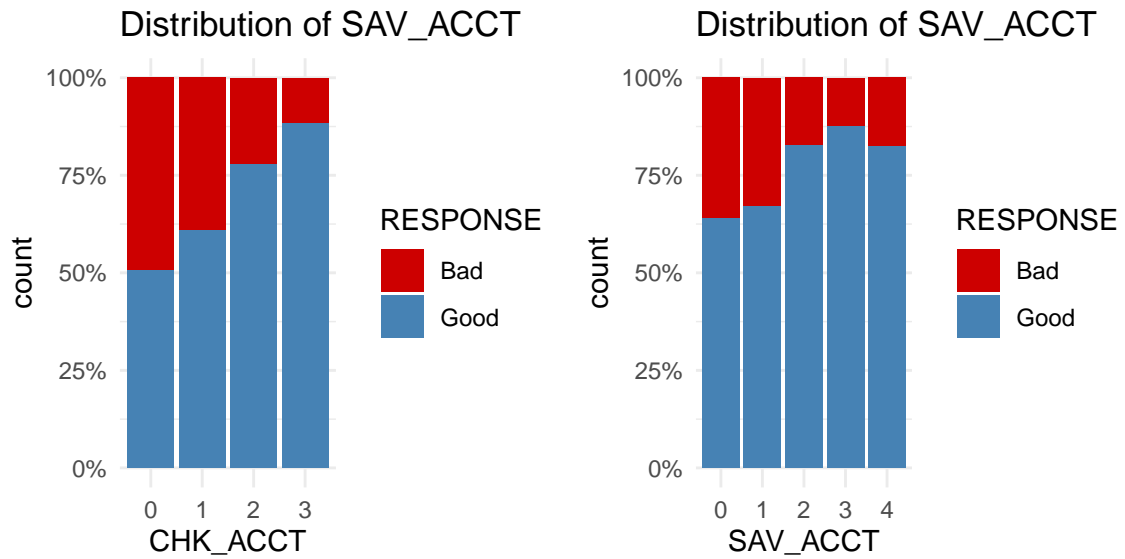 Distribution of SAV_ACCT
100%
75%
50%
25%
0%
count
0 1 2 3
CHK_ACCT
RESPONSE
Bad
Good
Distribution of SAV_ACCT
100%
75%
50%
25%
0%
count
0 1 2 3 4
SAV_ACCT
RESPONSE
Bad
Good